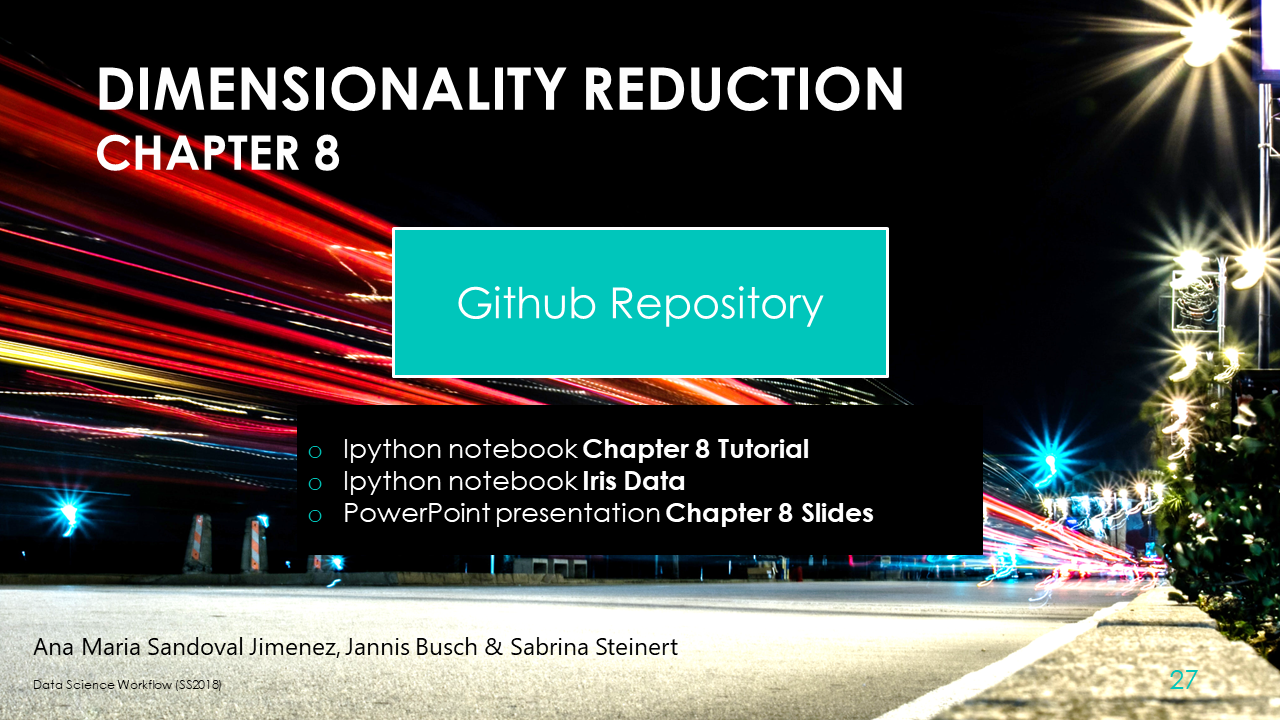 DIMENSIONALITY REDUCTION
CHAPTER 8
Github Repository
o Ipython notebook Chapter 8 Tutorial
o Ipython notebook Iris Data
o PowerPoint presentation Chapter 8 Slides
Ana Maria Sandoval Jimenez, Jannis Busch & Sabrina Steinert
Data Science Workflow (SS2018)
27